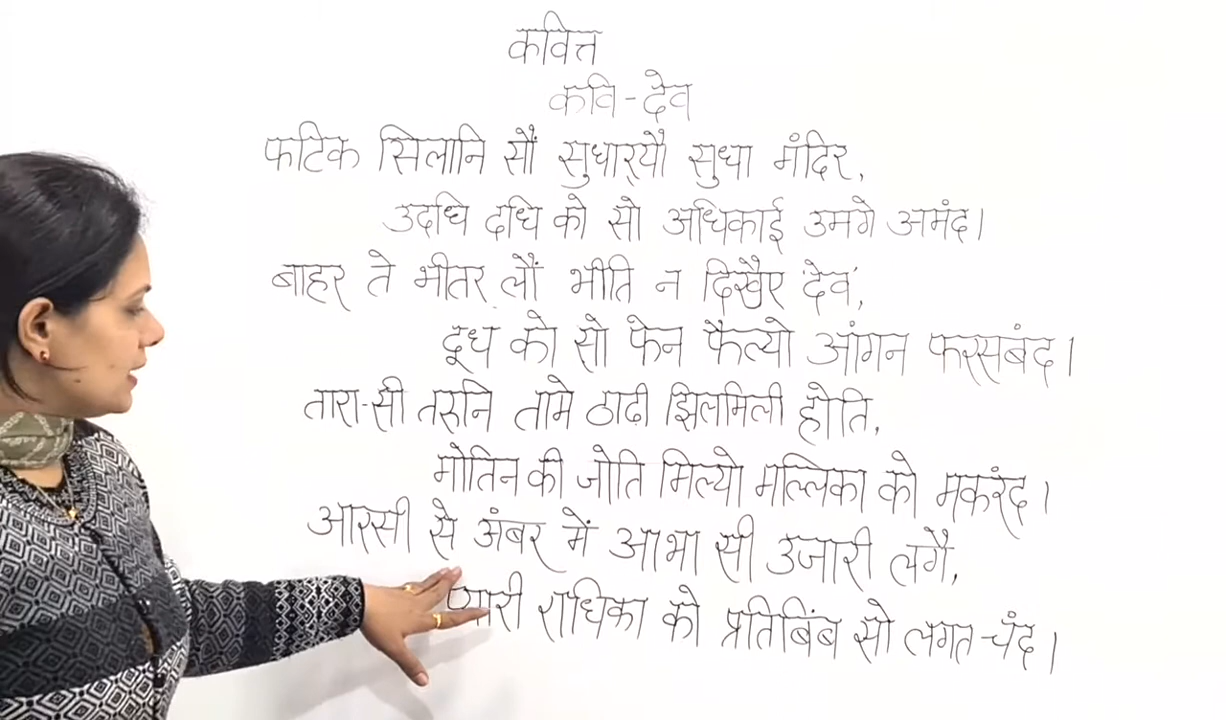 कवित्त
कवि - देव
फटिक सिलानि सौं सुधार्‌यौ सुधा मंदिर,
उदधि दधि को सो अधिकाई उमगे अमंद।
बाहर ते भीतर लौं भीति न दिखैए 'देव',
दूध को सो फेन फैल्यो आंगन फरसबंद।
तारा-सी तरुनि तामे ठाढ़ी झिलमिली होति,
मोतिन की जोति मिल्यो मल्लिका को मकरंद।
आरसी से अंबर में आभा सी उजारी लगै,
प्यारी राधिका को प्रतिबिंब सो लगत चंद।